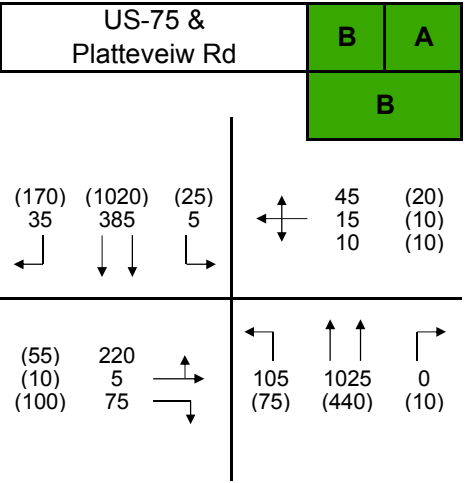 US-75 &
Platteveiw Rd
B A
B
(170) (1020) (25)
35 385 5
45 (20)
15 (10)
10 (10)
(55) 220
(10) 5
(100) 75
105 1025 0
(75) (440) (10)